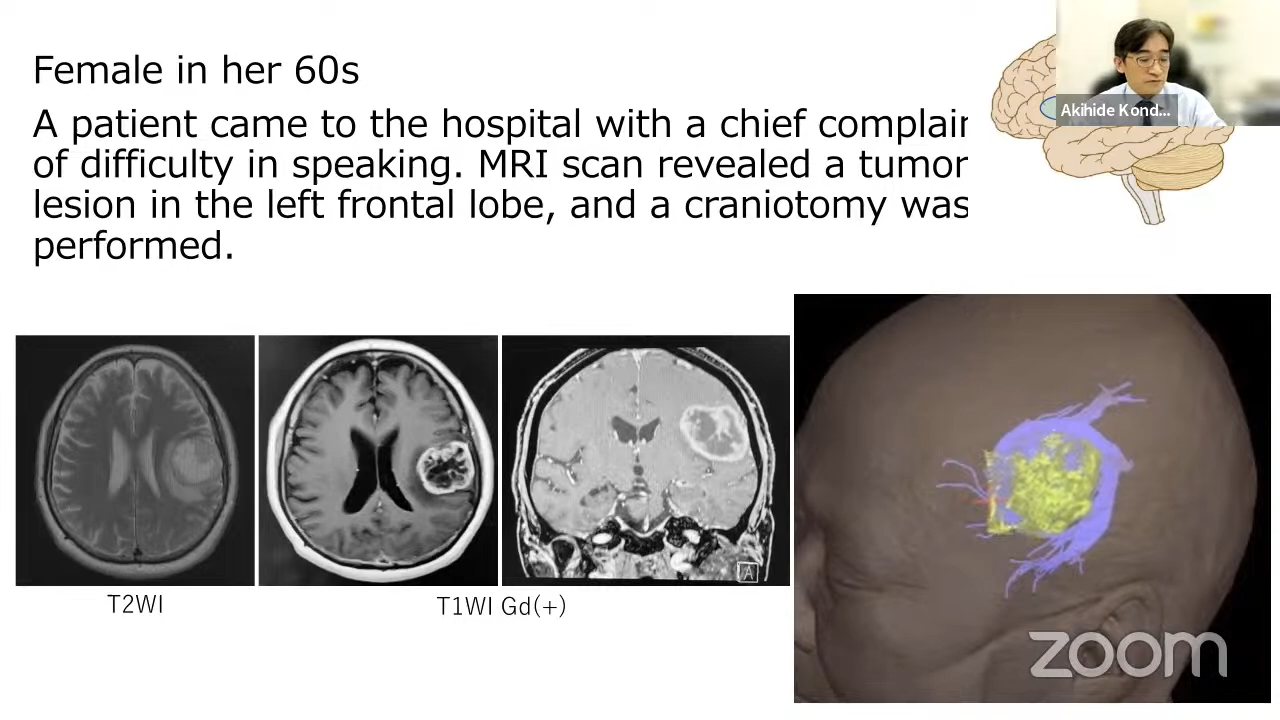 Female in her 60s
A patient came to the hospital with a chief complain
of difficulty in speaking. MRI scan revealed a tumor
lesion in the left frontal lobe, and a craniotomy was
performed.
Akihide Kond...
A
T2WI
T1WI Gd(+)
zoom